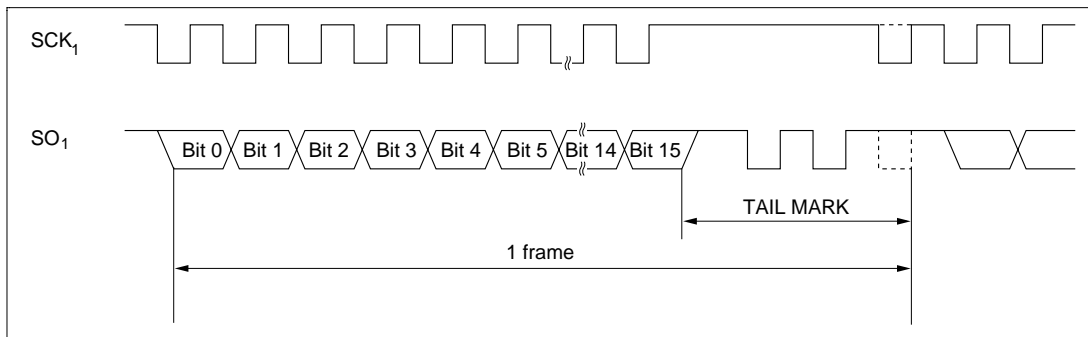 SCK1
SO1
Bit 0 Bit 1 Bit 2 Bit 3 Bit 4 Bit 5 Bit 14 Bit 15
TAIL MARK
1 frame